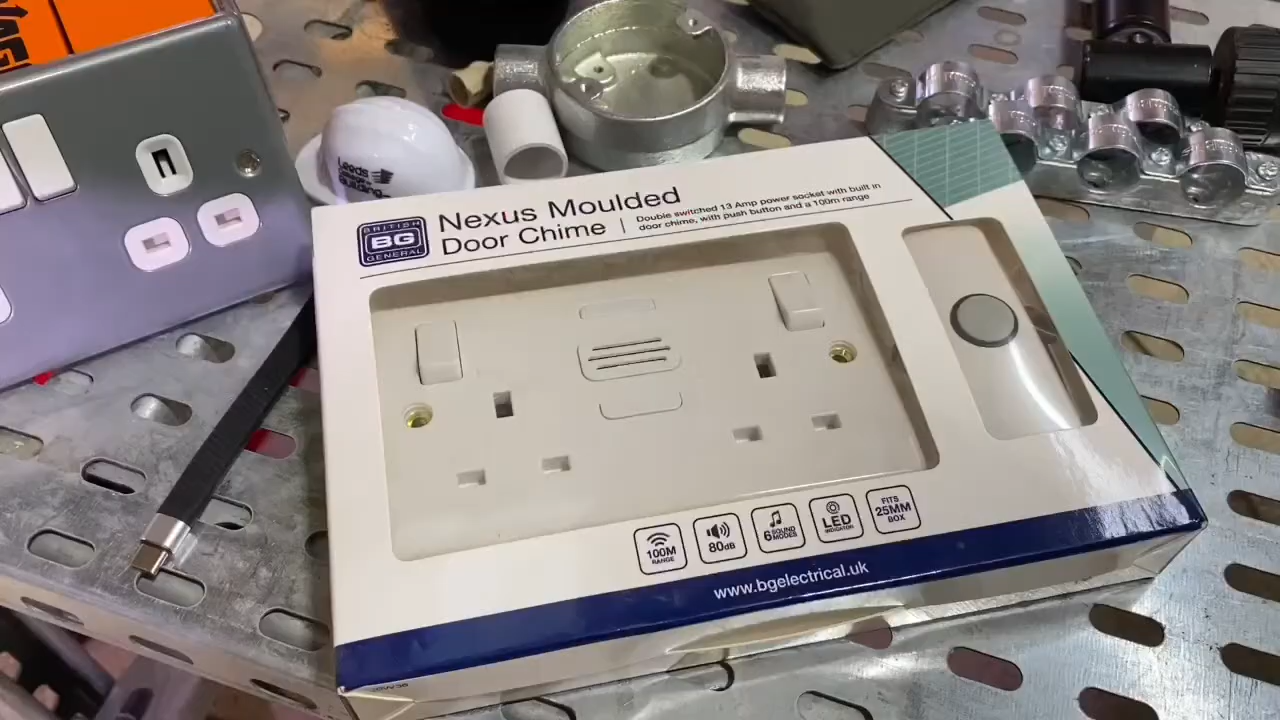 Leeds
Building
BRITISH
BG
GENERAL
Nexus Moulded
Door Chime
Double switched 13 Amp power socket with built in
door chime, with push button and a 100m range
100M
RANGE
80dB
6 SOUND
MODES
LED
INDICATOR
FITS
25MM
BOX
www.bgelectrical.uk